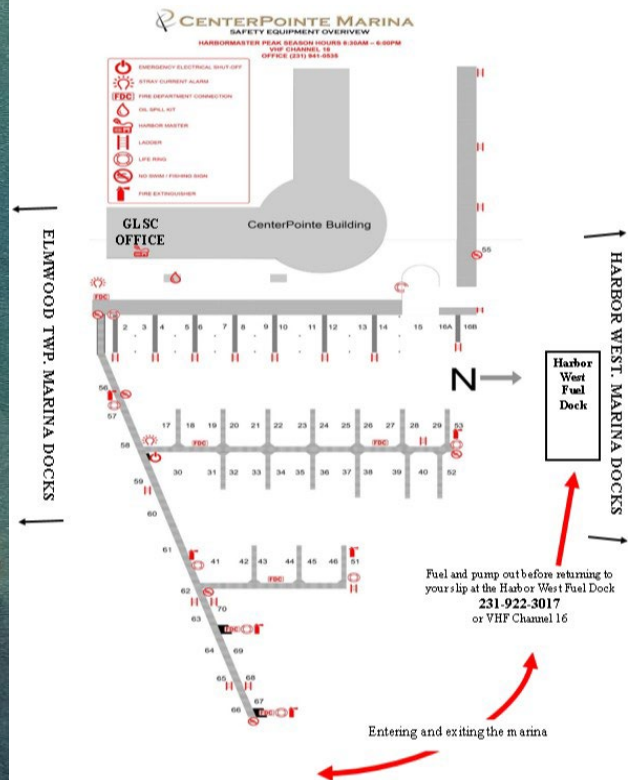 CENTERPOINTE MARINA
SAFETY EQUIPMENT OVERIVEW
HARBORMASTER PEAK SEASON HOURS 8:30AM – 6:00PM
VHF CHANNEL 16
OFFICE (231) 941-0535
EMERGENCY ELECTRICAL SHUT OFF
STRAY CURRENT ALARM
FDC FIRE DEPARTMENT CONNECTION
OIL SPILL KIT
HARBOR MASTER
LADDER
LIFE RING
NO SWIM / FISHING SIGN
FIRE EXTINGUISHER
GLSC
OFFICE
CenterPointe Building
55
ELMWOOD TWP. MARINA DOCKS
HARBOR WEST. MARINA DOCKS
FDC
2 3 4 5 6 7 8 9 10 11 12 13 14 15 16A 16B
N
Harbor
West
Fuel
Dock
56
57
58
17 18 19 20 21 22 23 24 25 26 27 28 29 53
FDC FDC
30 31 32 33 34 35 36 37 38 39 40 52
59
60
61
41 42 43 44 45 46 51
FDC
62
70
63
FDC
64
69
65 68
67
66
FDC
Fuel and pump out before returning to
your slip at the Harbor West Fuel Dock
231-922-3017
or VHF Channel 16
Entering and exiting the marina